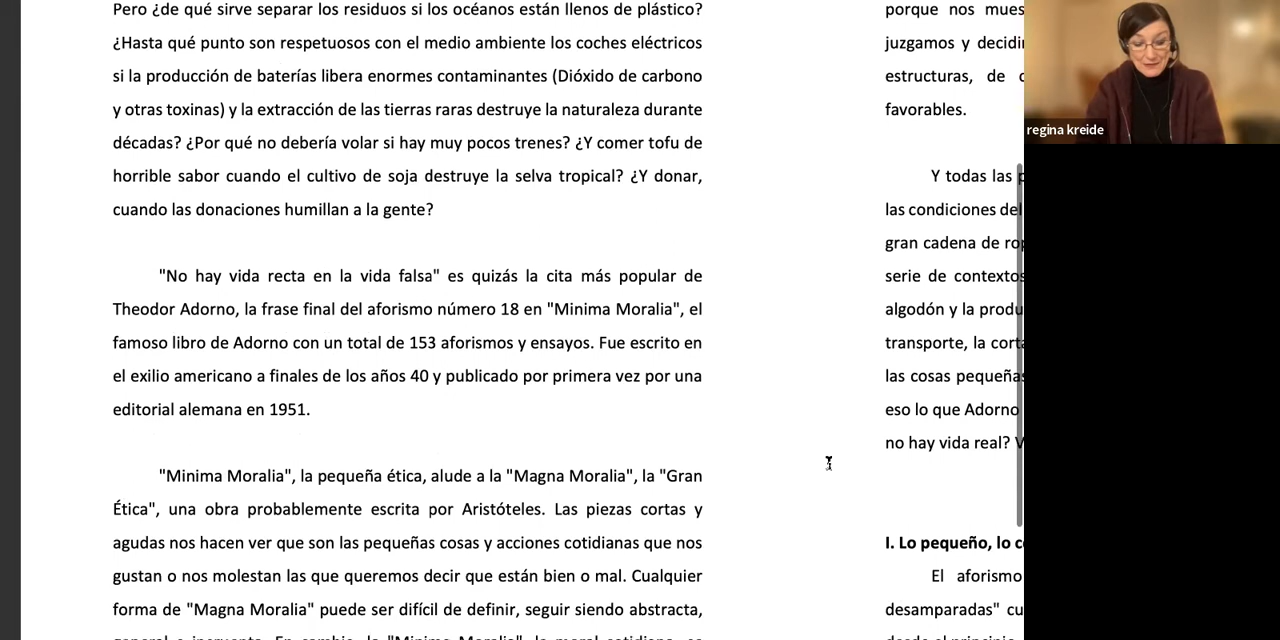 Pero ¿de qué sirve separar los residuos si los océanos están llenos de plástico?
¿Hasta qué punto son respetuosos con el medio ambiente los coches eléctricos
si la producción de baterías libera enormes contaminantes (Dióxido de carbono
y otras toxinas) y la extracción de las tierras raras destruye la naturaleza durante
décadas? ¿Por qué no debería volar si hay muy pocos trenes? ¿Y comer tofu de
horrible sabor cuando el cultivo de soja destruye la selva tropical? ¿Y donar,
cuando las donaciones humillan a la gente?
"No hay vida recta en la vida falsa" es quizás la cita más popular de
Theodor Adorno, la frase final del aforismo número 18 en "Minima Moralia", el
famoso libro de Adorno con un total de 153 aforismos y ensayos. Fue escrito en
el exilio americano a finales de los años 40 y publicado por primera vez por una
editorial alemana en 1951.
"Minima Moralia", la pequeña ética, alude a la "Magna Moralia", la "Gran
Ética", una obra probablemente escrita por Aristóteles. Las piezas cortas y
agudas nos hacen ver que son las pequeñas cosas y acciones cotidianas que nos
gustan o nos molestan las que queremos decir que están bien o mal. Cualquier
forma de "Magna Moralia" puede ser difícil de definir, seguir siendo abstracta,
porque nos mues
juzgamos y decidi
estructuras, de
favorables.
Y todas las
las condiciones del
gran cadena de rop
serie de contextos
algodón y la produ
transporte, la corta
las cosas pequeñas
eso lo que Adorno
no hay vida real?
I. Lo pequeño, lo
El aforismo
desamparadas" cu
regina kreide